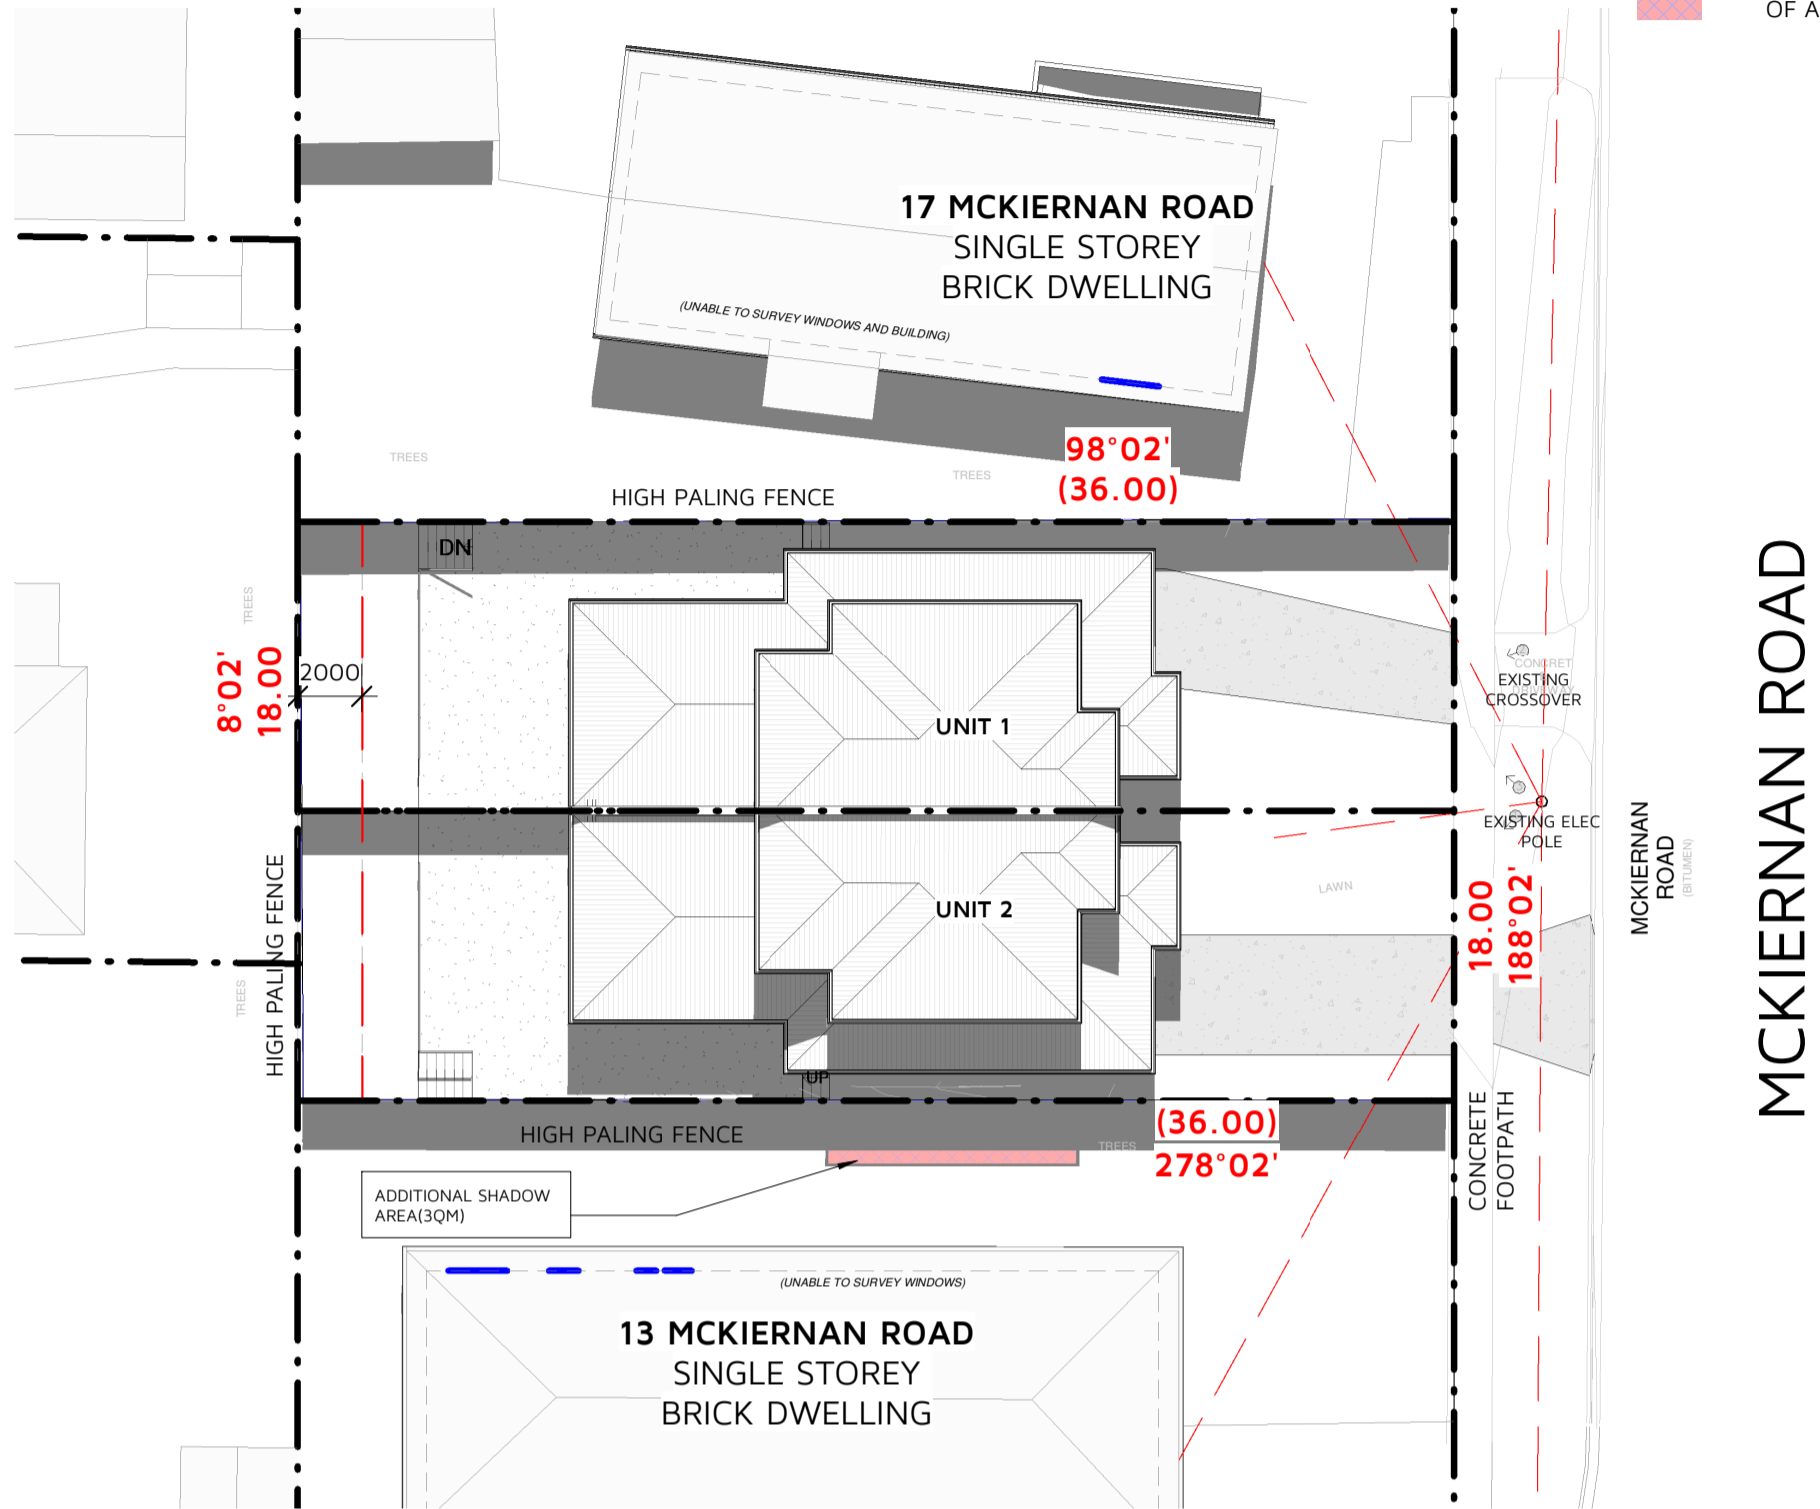 OF A
17 MCKIERNAN ROAD
SINGLE STOREY
BRICK DWELLING
(UNABLE TO SURVEY WINDOWS AND BUILDING)
98°02'
(36.00)
TREES
TREES
HIGH PALING FENCE
DN
TREES
8°02'
18.00
2000
UNIT 1
CONCRET
DRIVEWAY
EXISTING
CROSSOVER
EXISTING ELEC
POLE
MCKIERNAN
ROAD
(BITUMEN)
MCKIERNAN ROAD
UNIT 2
LAWN
18.00
188°02'
HIGH PALING FENCE
TREES
UP
HIGH PALING FENCE
TREES
(36.00)
278°02'
CONCRETE
FOOTPATH
ADDITIONAL SHADOW
AREA(3QM)
(UNABLE TO SURVEY WINDOWS)
13 MCKIERNAN ROAD
SINGLE STOREY
BRICK DWELLING